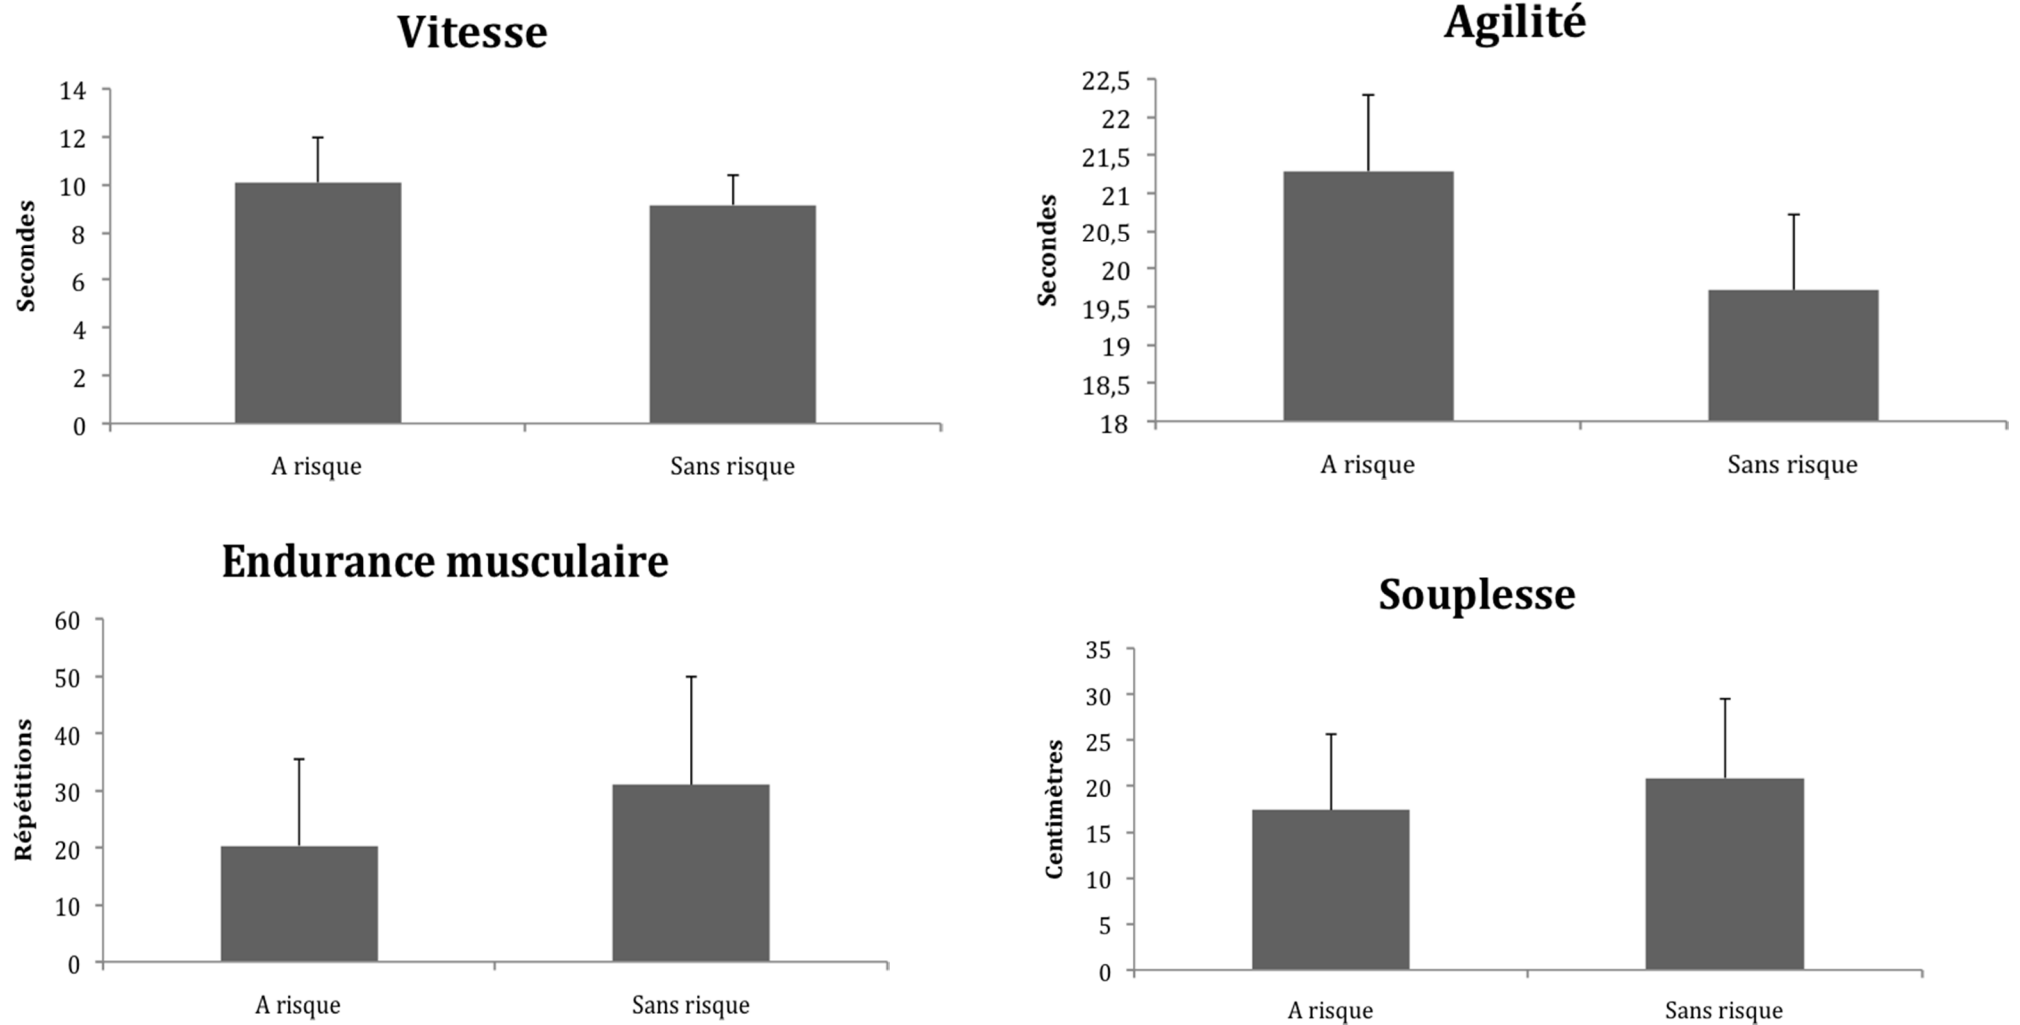 Vitesse
Secondes
14
12
10
8
6
4
2
0
A risque
Sans risque
Agilité
Secondes
22,5
22
21,5
21
20,5
20
19,5
19
18,5
18
A risque
Sans risque
Endurance musculaire
Répétitions
60
50
40
30
20
10
0
A risque
Sans risque
Souplesse
Centimètres
35
30
25
20
15
10
5
0
A risque
Sans risque